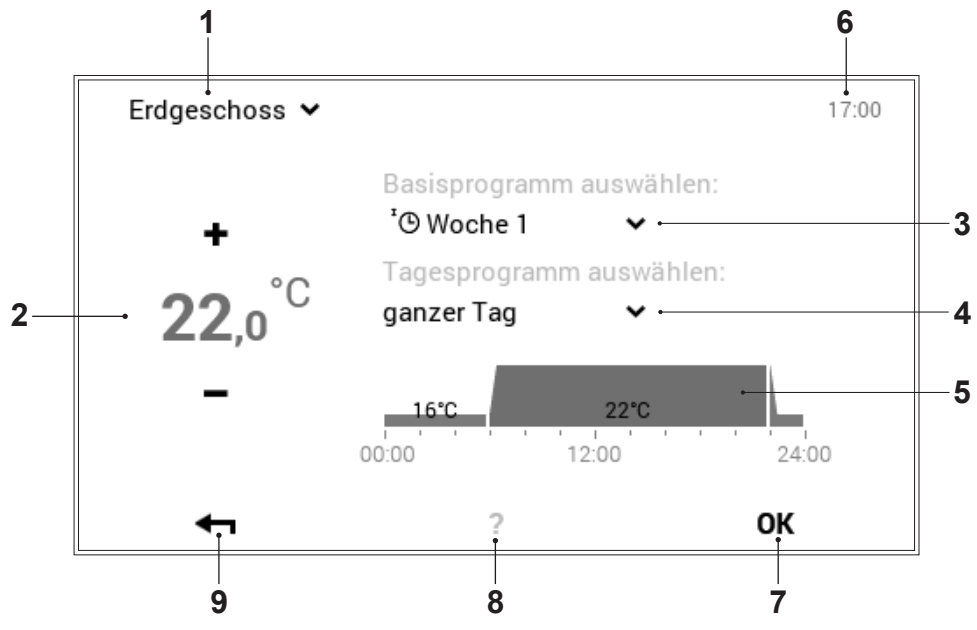 1 6
Erdgeschoss 17:00
Basisprogramm auswählen:
Woche 1 3
+
Tagesprogramm auswählen:
2 22,0 °C
ganzer Tag 4
−
16°C 22°C 5
00:00 12:00 24:00
? OK
9 8 7